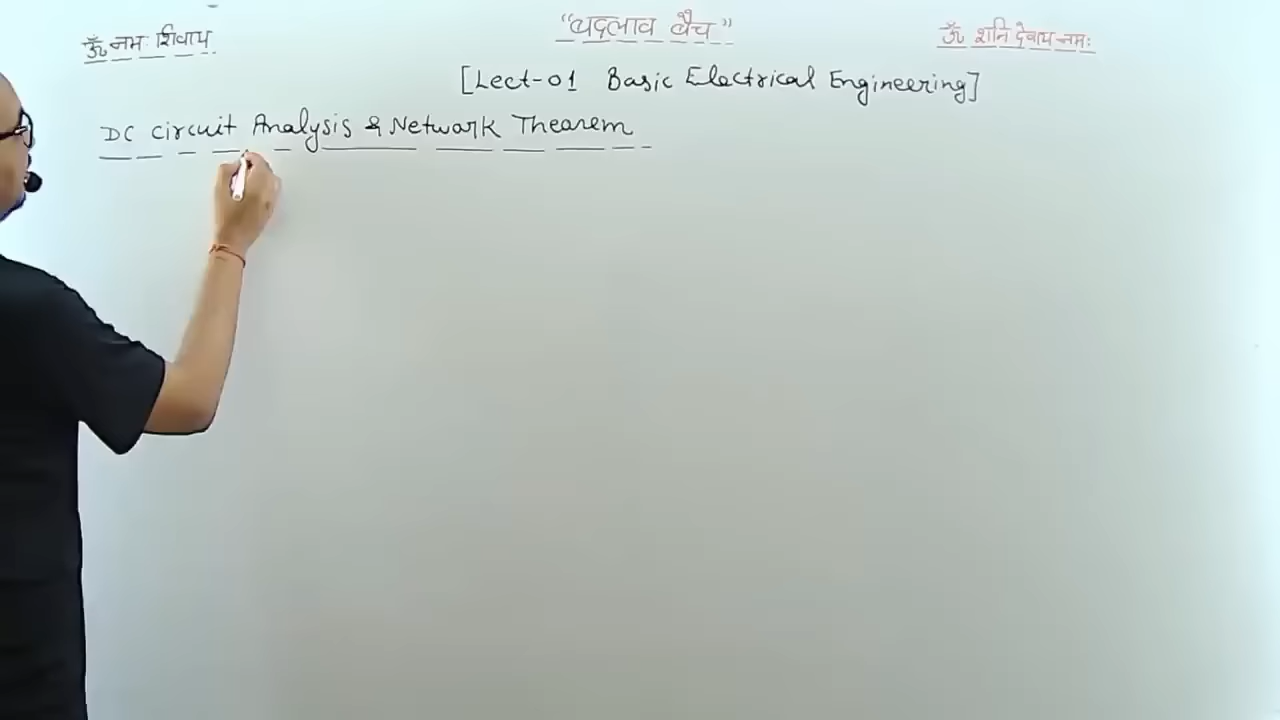 ॐ नमः शिवाय
"बदलाव बैच"
ॐ शनि देवाय नमः
[Lect-01 Basic Electrical Engineering]
DC Circuit Analysis & Network Theorem